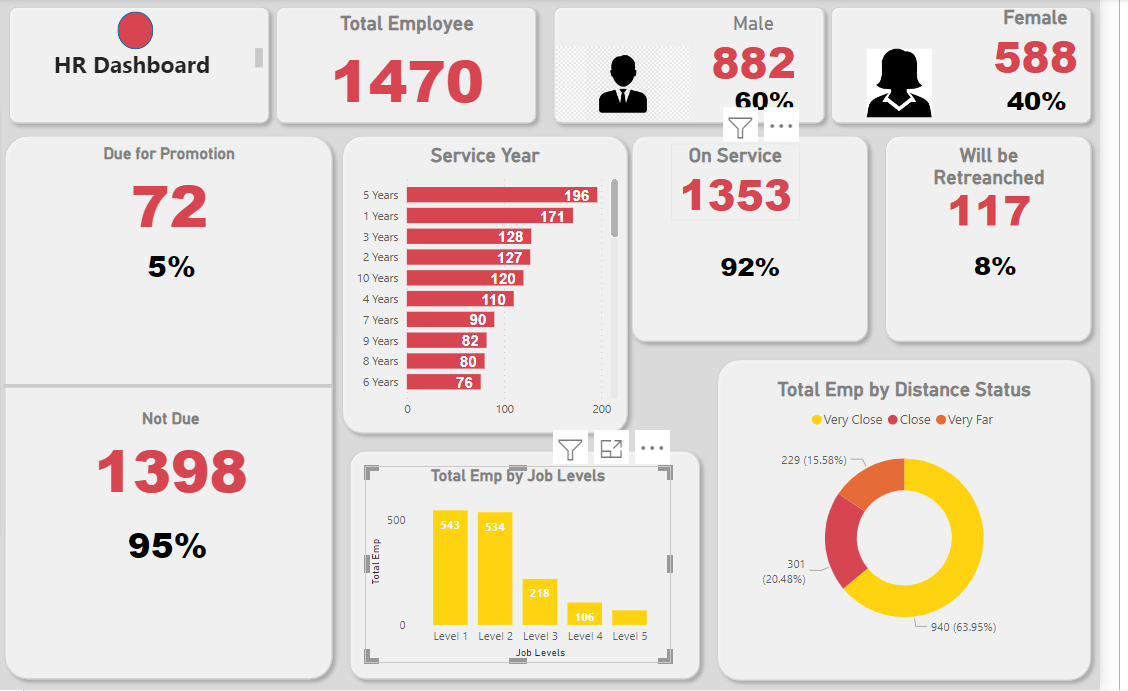 HR Dashboard
Total Employee
1470
Male
882
60%
Female
588
40%
Due for Promotion
72
5%
Not Due
1398
95%
Service Year
5 Years 196
1 Years 171
3 Years 128
2 Years 127
10 Years 120
4 Years 110
7 Years 90
9 Years 82
8 Years 80
6 Years 76
0 100 200
On Service
1353
92%
Will be
Retreanched
117
8%
Total Emp by Job Levels
Total Emp
500
0
543 534 218 106
Level 1 Level 2 Level 3 Level 4 Level 5
Job Levels
Total Emp by Distance Status
Very Close Close Very Far
229 (15.58%)
301
(20.48%)
940 (63.95%)